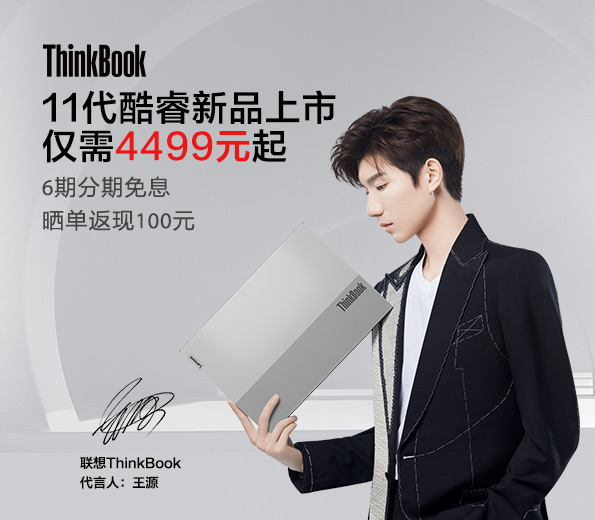 ThinkBook
11代酷睿新品上市
仅需4499元起
6期分期免息
晒单返现100元
ThinkBook
Lenovo
联想ThinkBook
代言人：王源